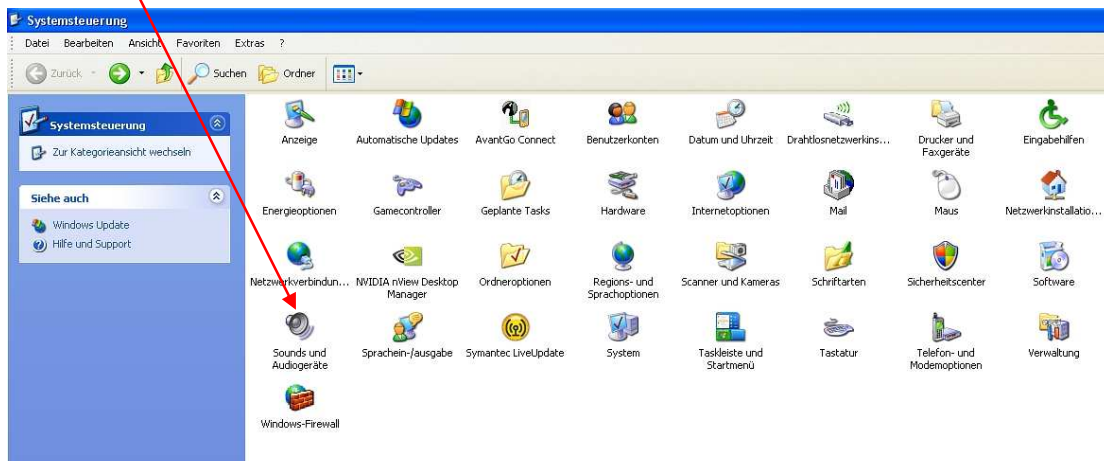 Systemsteuerung
Datei Bearbeiten Ansicht Favoriten Extras ?
Zurück Suchen Ordner
Systemsteuerung
Zur Kategorieansicht wechseln
Siehe auch
Windows Update
Hilfe und Support
Anzeige
Automatische Updates
AvantGo Connect
Benutzerkonten
Datum und Uhrzeit
Drahtlosnetzwerkins...
Drucker und
Faxgeräte
Eingabehilfen
Energieoptionen
Gamecontroller
Geplante Tasks
Hardware
Internetoptionen
Mail
Maus
Netzwerkinstallatio...
Netzwerkverbindun...
NVIDIA nView Desktop
Manager
Ordneroptionen
Regions- und
Sprachoptionen
Scanner und Kameras
Schriftarten
Sicherheitscenter
Software
Sounds und
Audiogeräte
Sprachein-/ausgabe
Symantec LiveUpdate
System
Taskleiste und
Startmenü
Tastatur
Telefon- und
Modemoptionen
Verwaltung
Windows-Firewall